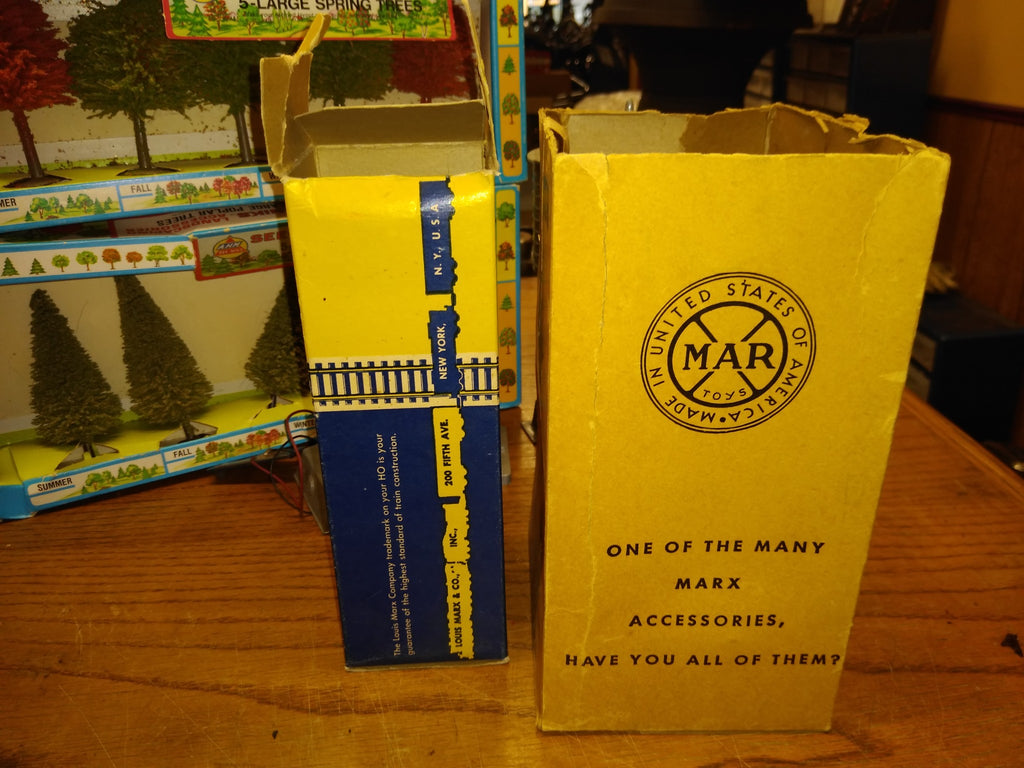 5-LARGE SPRING TREES
FALL
SUMMER
FALL
N. Y., U. S. A.
NEW YORK,
200 FIFTH AVE.
INC.,
LOUIS MARX & CO.,
The Louis Marx Company trademark on your HO is your
guarantee of the highest standard of train construction.
MADE IN UNITED STATES OF AMERICA
MAR
TOYS
ONE OF THE MANY
MARX
ACCESSORIES,
HAVE YOU ALL OF THEM?